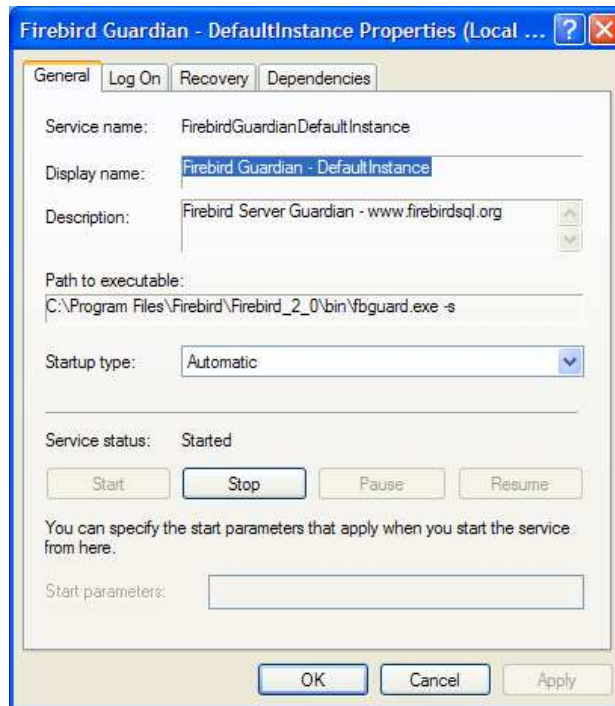 Firebird Guardian - DefaultInstance Properties (Local ...
General Log On Recovery Dependencies
Service name: FirebirdGuardianDefaultInstance
Display name: Firebird Guardian - DefaultInstance
Description: Firebird Server Guardian - www.firebirdsql.org
Path to executable:
C:\Program Files\Firebird\Firebird_2_0\bin\fbguard.exe -s
Startup type: Automatic
Service status: Started
Start Stop Pause Resume
You can specify the start parameters that apply when you start the service
from here.
Start parameters:
OK Cancel Apply